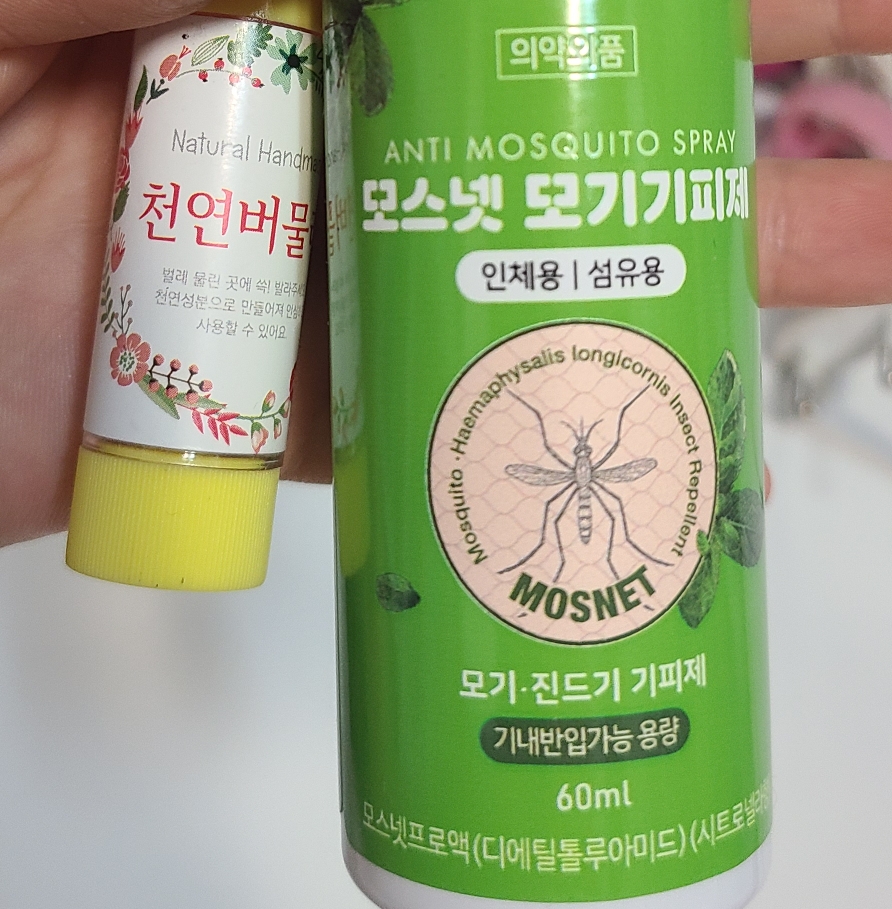 Natural
천연버물
벌레 물린 곳에 쓱! 발라주세요
천연성분으로 만들어져
사용할 수 있어요
의약외품
ANTI MOSQUITO SPRAY
모스넷 모기기피제
인체용 | 섬유용
Mosquito · Haemaphysalis longicornis Insect Repellent
MOSNET
모기·진드기 기피제
기내반입가능 용량
60ml
모스넷프로액(디에틸톨루아미드)